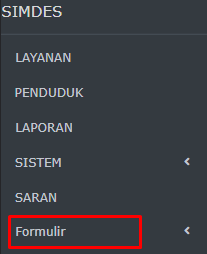 SIMDES
LAYANAN
PENDUDUK
LAPORAN
SISTEM
SARAN
Formulir